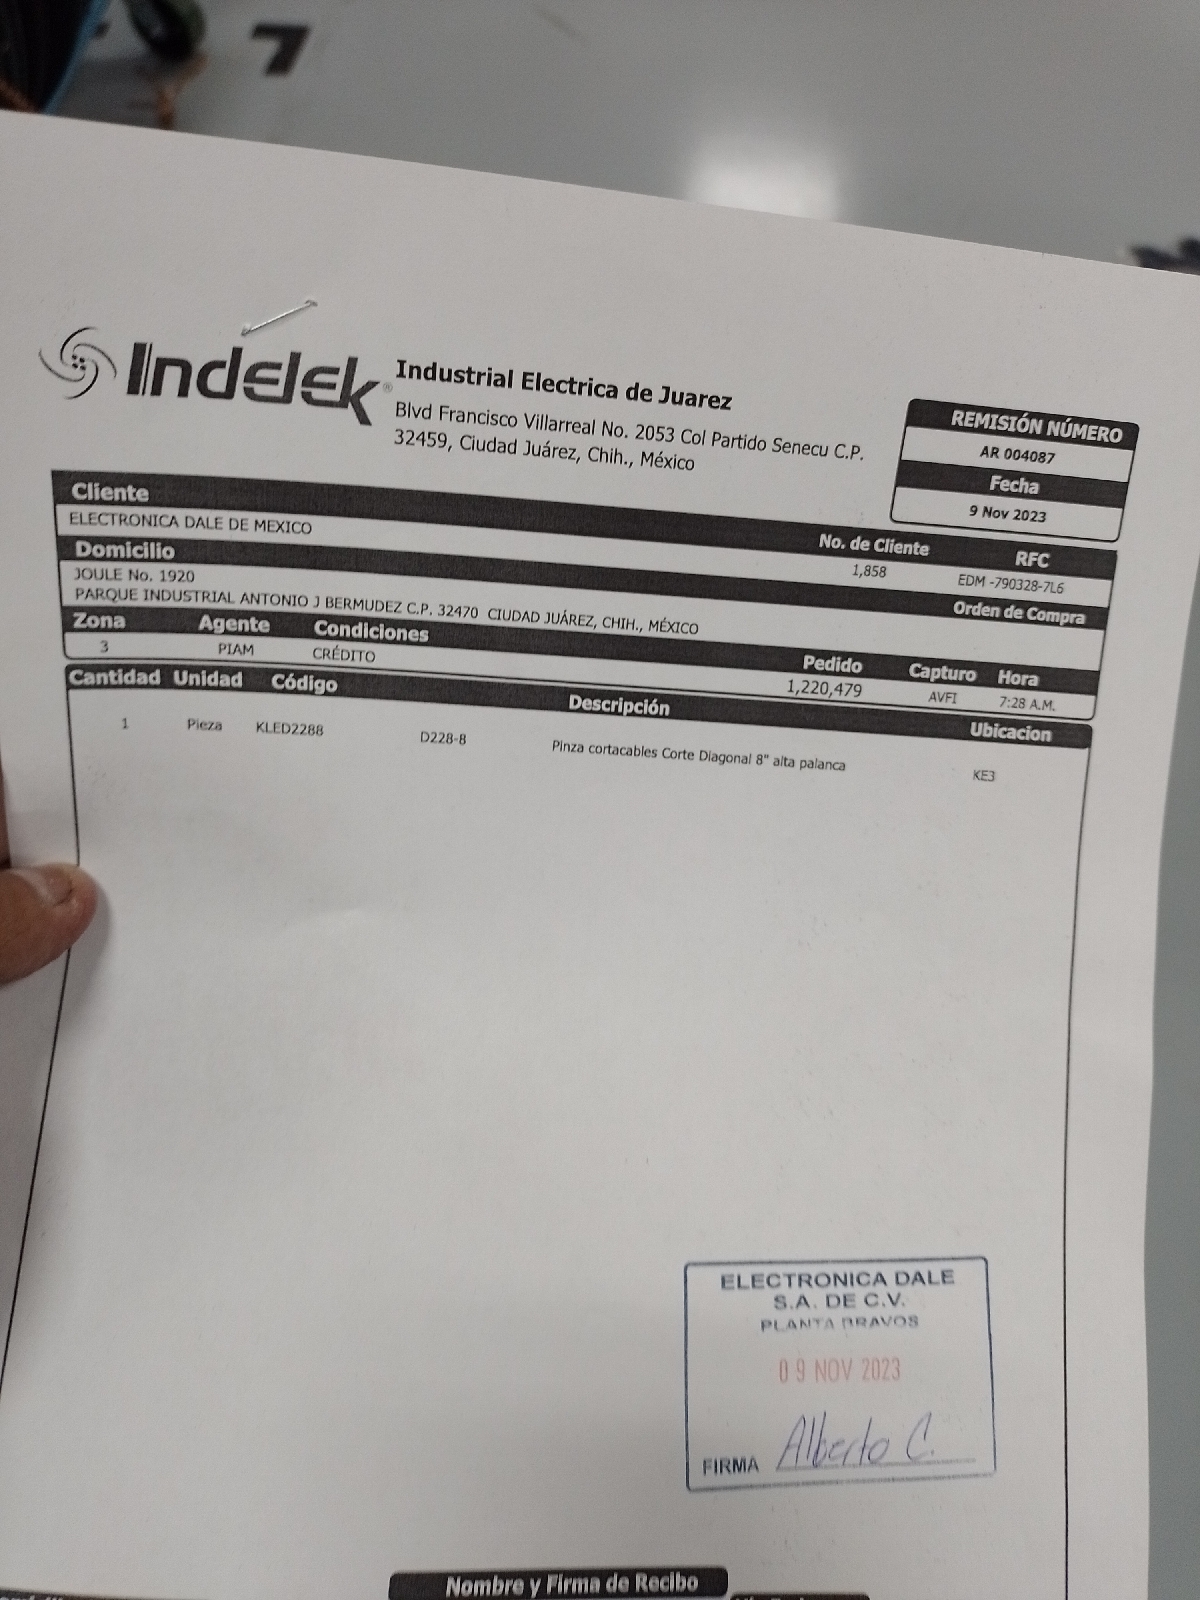 Indelek®
Industrial Electrica de Juarez
Blvd Francisco Villarreal No. 2053 Col Partido Senecu C.P.
32459, Ciudad Juárez, Chih., México
REMISIÓN NÚMERO
AR 004087
Fecha
9 Nov 2023
Cliente No. de Cliente RFC
ELECTRONICA DALE DE MEXICO 1,858 EDM -790328-7L6
Domicilio Orden de Compra
JOULE No. 1920
PARQUE INDUSTRIAL ANTONIO J BERMUDEZ C.P. 32470 CIUDAD JUÁREZ, CHIH., MÉXICO
Zona Agente Condiciones Pedido Capturo Hora
3 PIAM CRÉDITO 1,220,479 AVFI 7:28 A.M.
Cantidad Unidad Código Descripción Ubicacion
1 Pieza KLED2288 D228-8 Pinza cortacables Corte Diagonal 8" alta palanca KE3
ELECTRONICA DALE
S.A. DE C.V.
PLANTA BRAVOS
09 NOV 2023
FIRMA Alberto C.
Nombre y Firma de Recibo